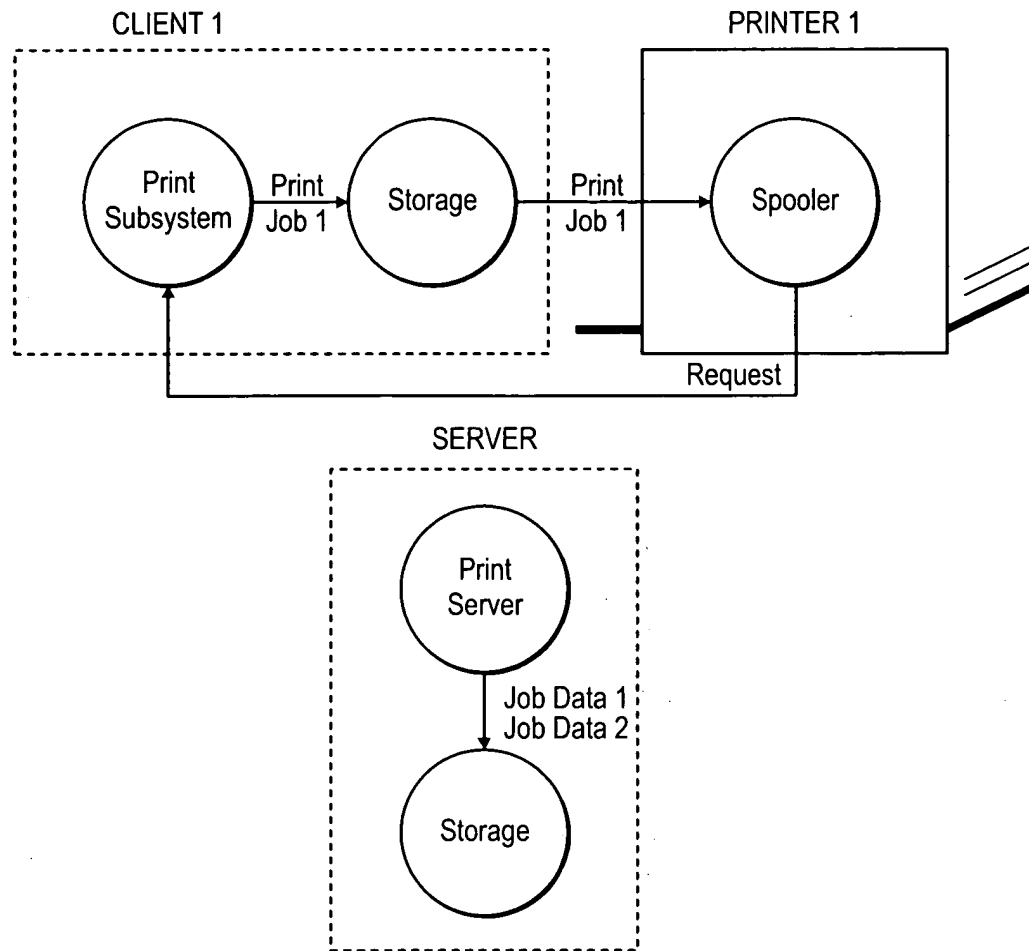 CLIENT 1
PRINTER 1
Print
Subsystem
Print
Job 1
Storage
Print
Job 1
Spooler
Request
SERVER
Print
Server
Job Data 1
Job Data 2
Storage